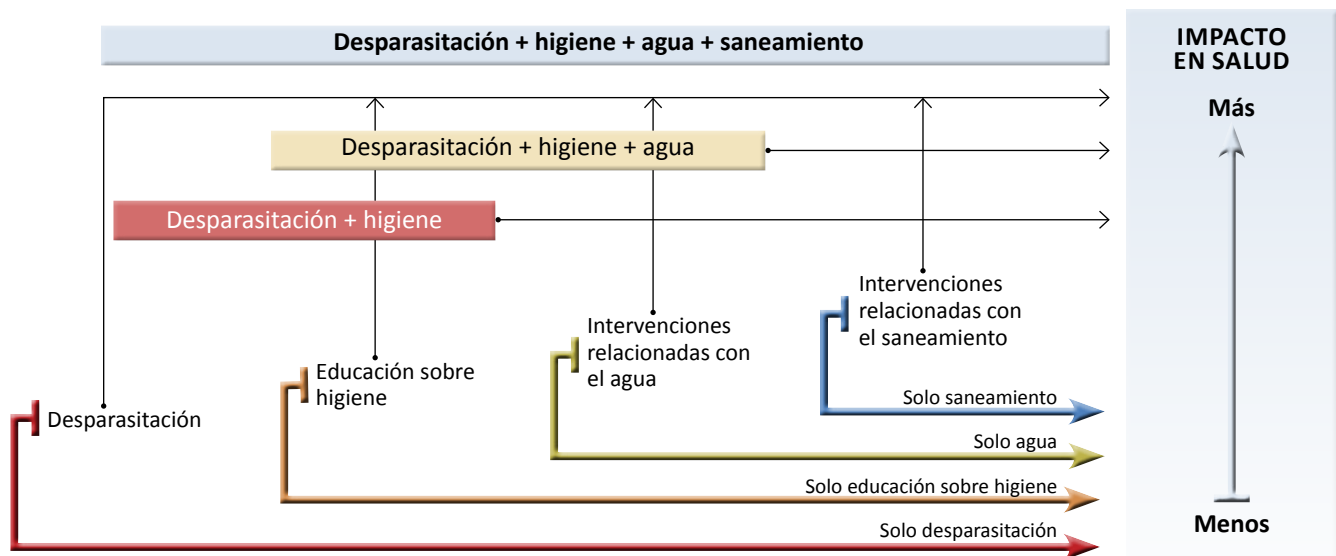 Desparasitación + higiene + agua + saneamiento
IMPACTO
EN SALUD
Más
Desparasitación + higiene + agua
Desparasitación + higiene
Intervenciones
relacionadas con
el saneamiento
Intervenciones
relacionadas con
el agua
Educación sobre
higiene
Desparasitación
Solo saneamiento
Solo agua
Solo educación sobre higiene
Solo desparasitación
Menos